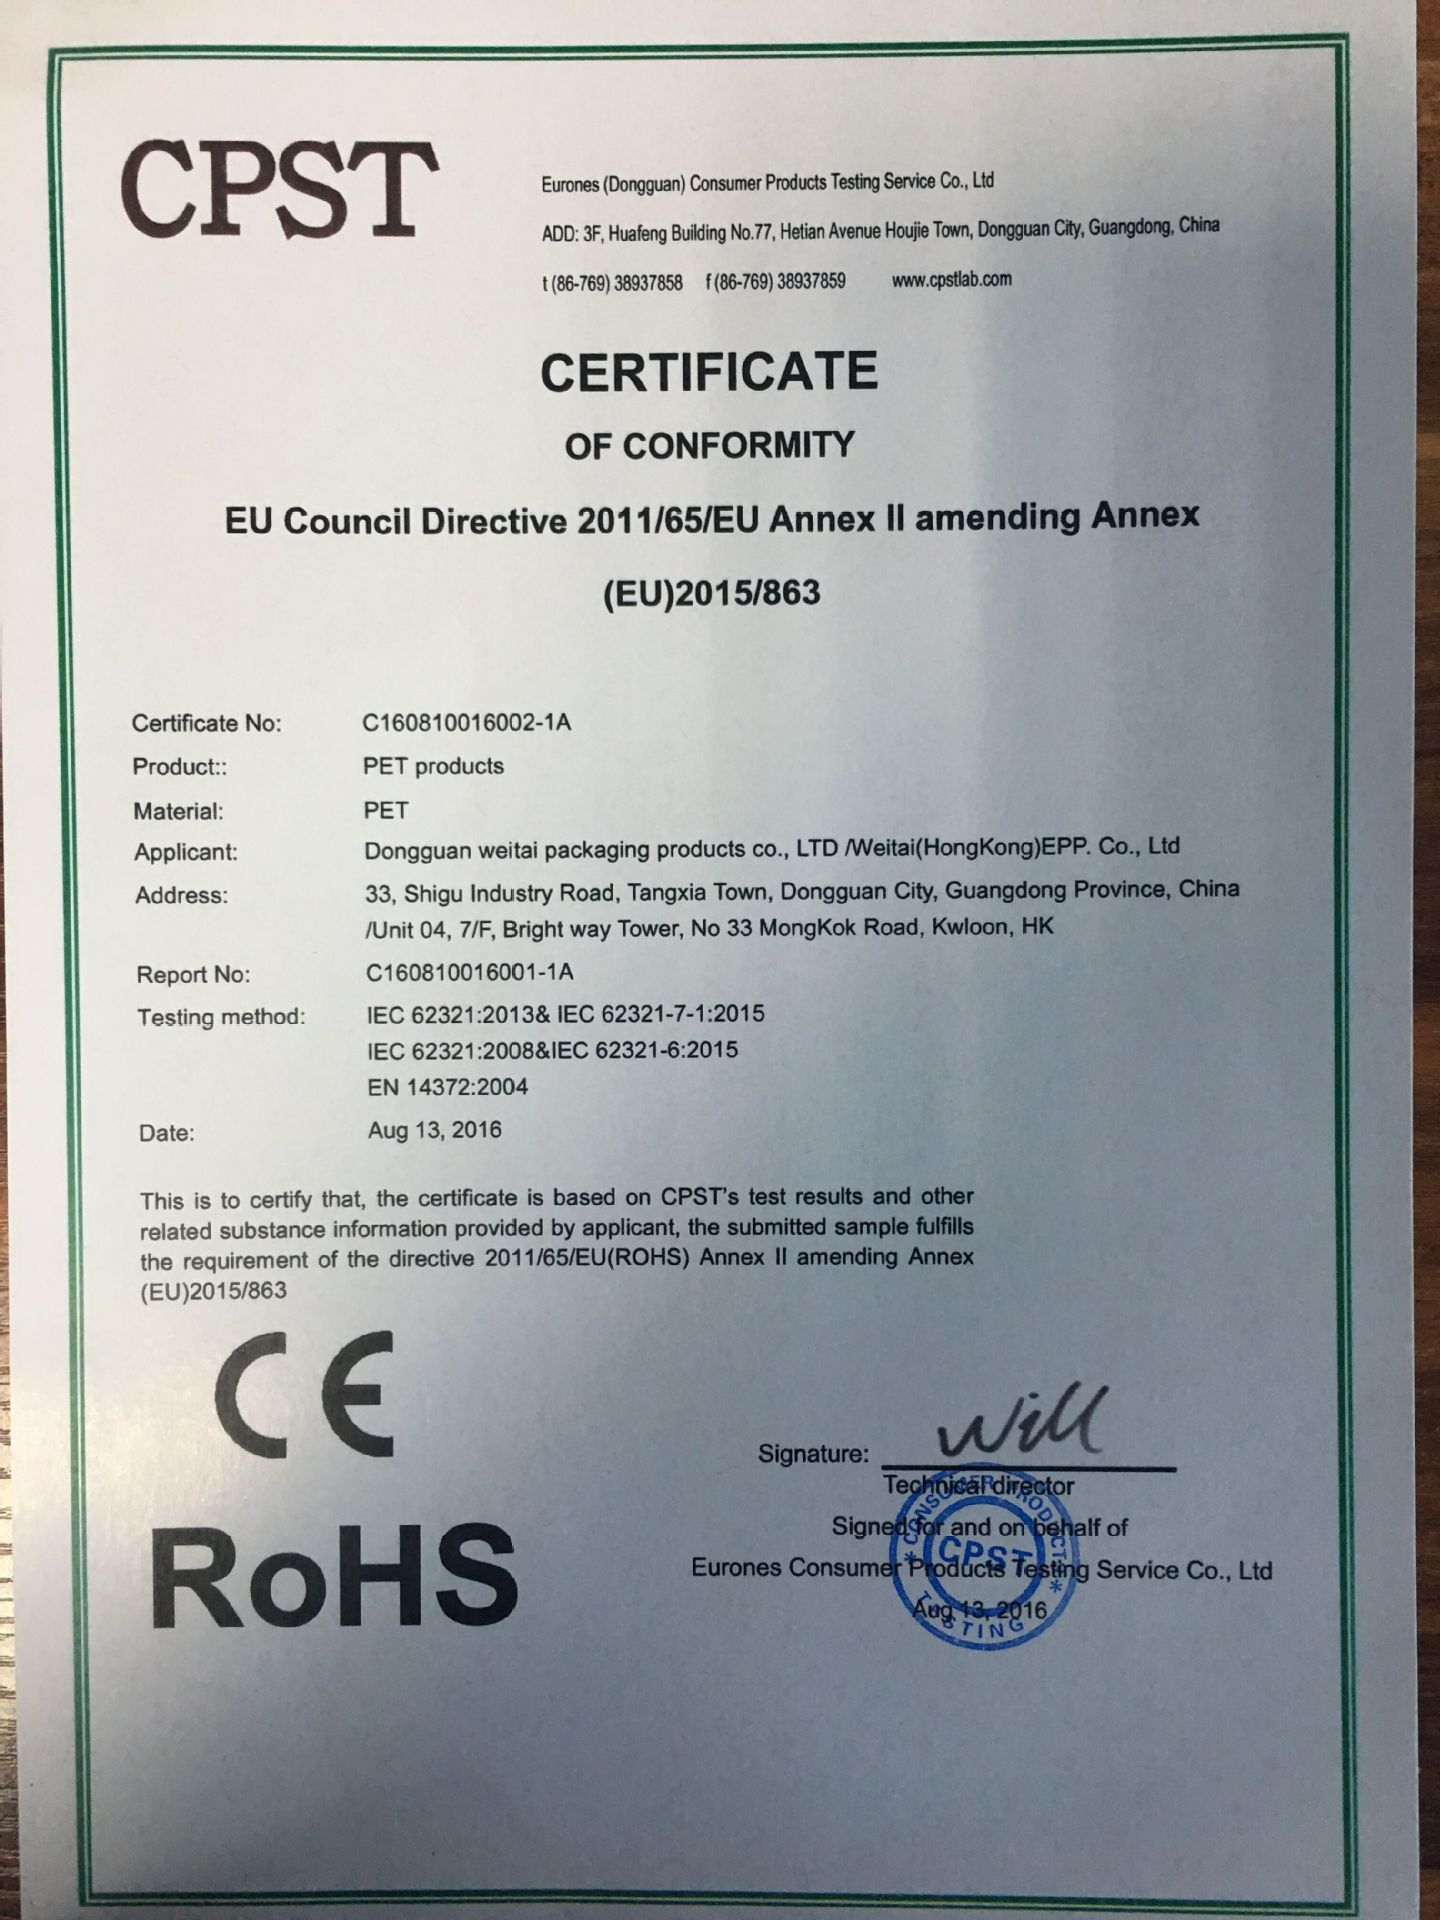 CPST
Eurones (Dongguan) Consumer Products Testing Service Co., Ltd
ADD: 3F, Huafeng Building No.77, Hetian Avenue Houjie Town, Dongguan City, Guangdong, China
t (86-769) 38937858 f (86-769) 38937859 www.cpstlab.com
CERTIFICATE
OF CONFORMITY
EU Council Directive 2011/65/EU Annex II amending Annex
(EU)2015/863
Certificate No: C160810016002-1A
Product:: PET products
Material: PET
Applicant: Dongguan weitai packaging products co., LTD /Weitai(HongKong)EPP. Co., Ltd
Address: 33, Shigu Industry Road, Tangxia Town, Dongguan City, Guangdong Province, China
/Unit 04, 7/F, Bright way Tower, No 33 MongKok Road, Kwloon, HK
Report No: C160810016001-1A
Testing method: IEC 62321:2013& IEC 62321-7-1:2015
IEC 62321:2008&IEC 62321-6:2015
EN 14372:2004
Date: Aug 13, 2016
This is to certify that, the certificate is based on CPST's test results and other
related substance information provided by applicant, the submitted sample fulfills
the requirement of the directive 2011/65/EU(ROHS) Annex II amending Annex
(EU)2015/863
CE
RoHS
Signature: Will
Technical director
Signed for and on behalf of
Eurones Consumer Products Testing Service Co., Ltd
Aug 13, 2016
*CONSUMER PRODUCTS*
CPST
TESTING